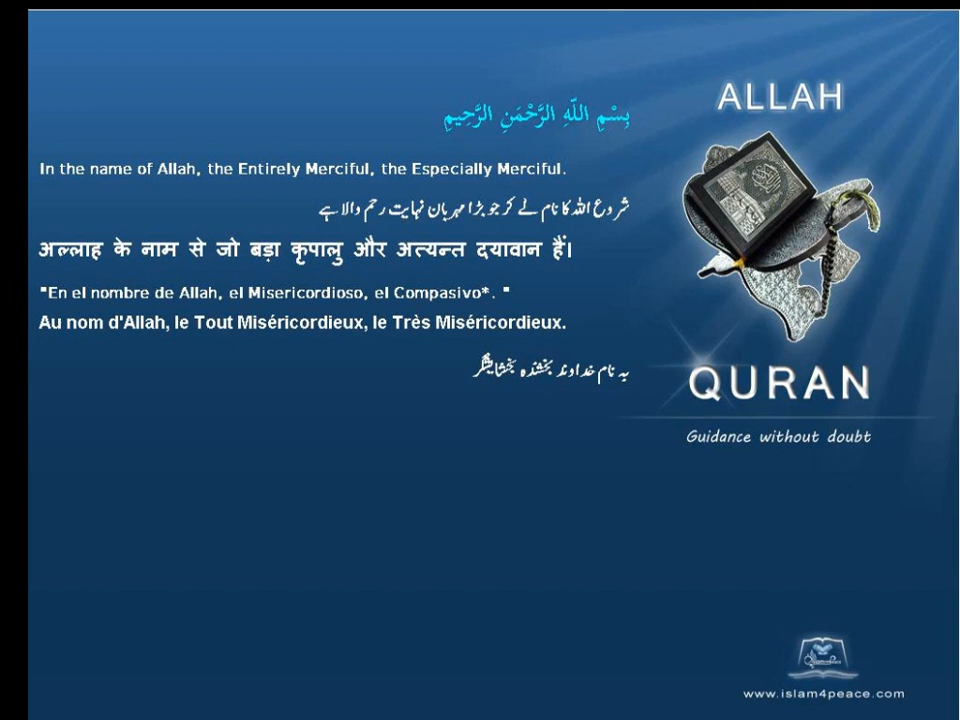 بِسْمِ اللّهِ الرَّحْمَنِ الرَّحِيمِ
In the name of Allah, the Entirely Merciful, the Especially Merciful.
شروع الله کا نام لے کر جو بڑا مہربان نہایت رحم والا ہے
अल्लाह के नाम से जो बड़ा कृपालु और अत्यन्त दयावान हैं।
"En el nombre de Allah, el Misericordioso, el Compasivo*. "
Au nom d'Allah, le Tout Miséricordieux, le Très Miséricordieux.
به نام خداوند بخشنده بخشایشگر
ALLAH
QURAN
Guidance without doubt
www.islam4peace.com